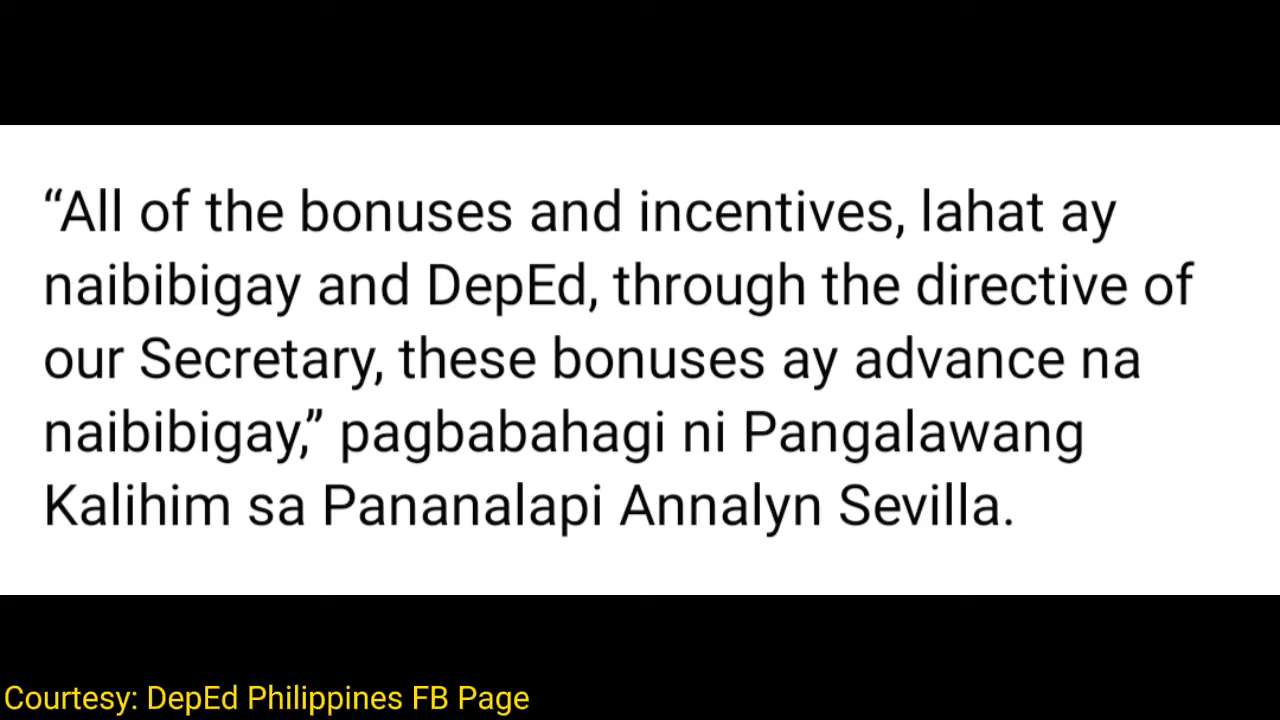 “All of the bonuses and incentives, lahat ay
naibibigay and DepEd, through the directive of
our Secretary, these bonuses ay advance na
naibibigay,” pagbabahagi ni Pangalawang
Kalihim sa Pananalapi Annalyn Sevilla.
Courtesy: DepEd Philippines FB Page